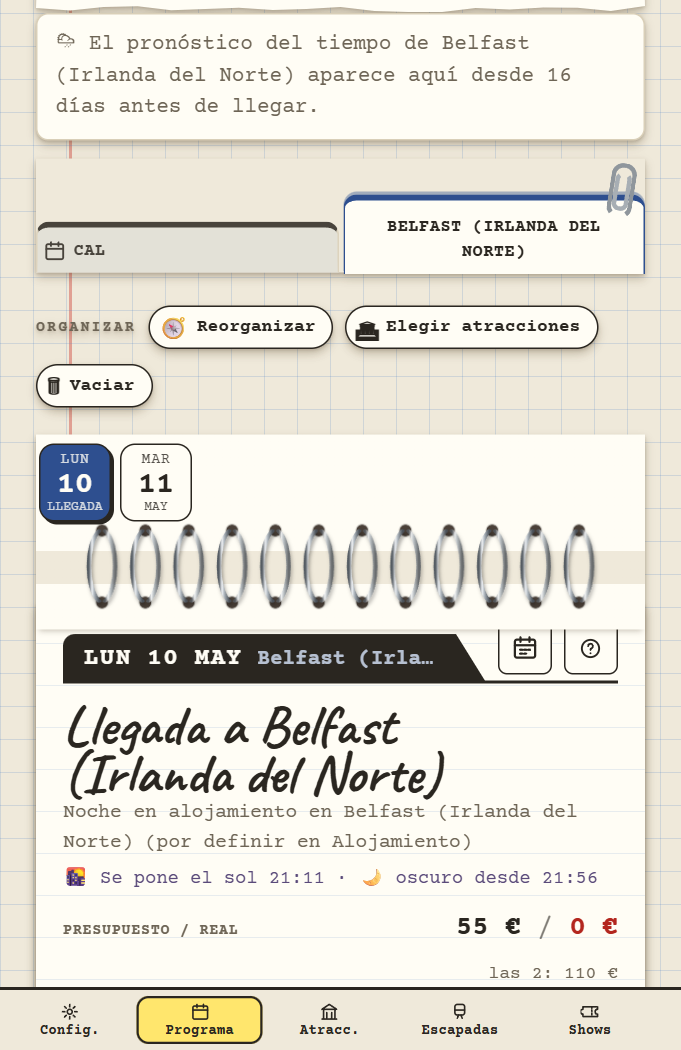 El pronóstico del tiempo de Belfast
(Irlanda del Norte) aparece aquí desde 16
días antes de llegar.
CAL
BELFAST (IRLANDA DEL
NORTE)
ORGANIZAR
Reorganizar
Elegir atracciones
Vaciar
LUN
10
LLEGADA
MAR
11
MAY
LUN 10 MAY Belfast (Irla…
Llegada a Belfast
(Irlanda del Norte)
Noche en alojamiento en Belfast (Irlanda del
Norte) (por definir en Alojamiento)
Se pone el sol 21:11 · oscuro desde 21:56
PRESUPUESTO / REAL
55 € / 0 €
las 2: 110 €
Config.
Programa
Atracc.
Escapadas
Shows